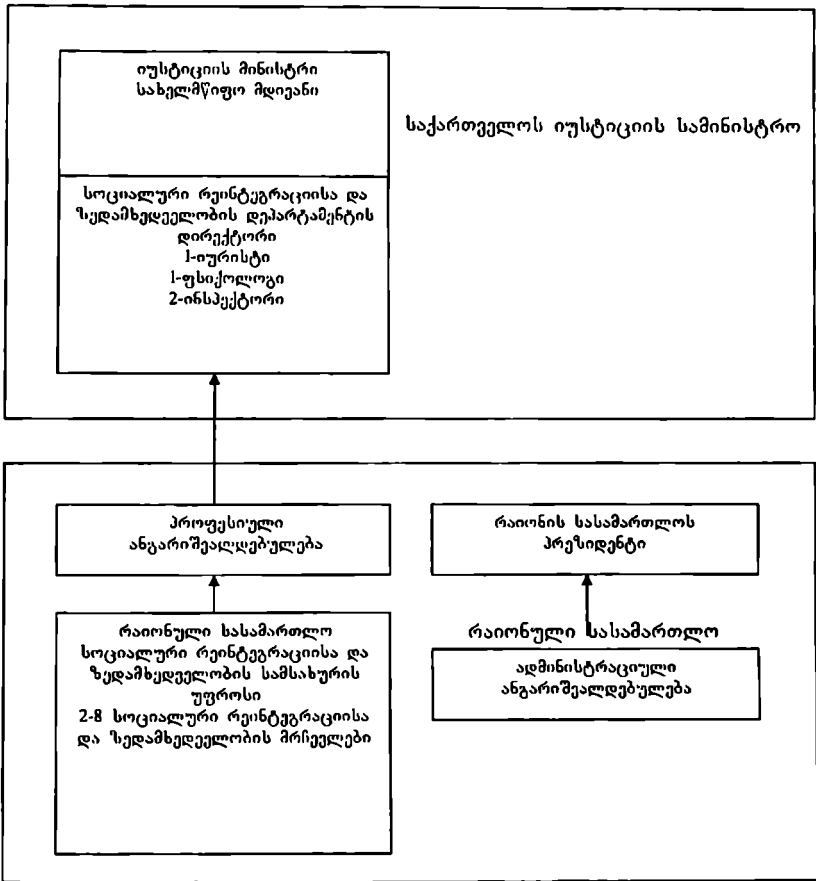 იუსტიციის მინისტრი
სახელმწიფო მდივანი
საქართველოს იუსტიციის სამინისტრო
სოციალური რეინტეგრაციისა და
ზედამხედველობის დეპარტამენტის
დირექტორი
1-იურისტი
1-ფსიქოლოგი
2-ინსპექტორი
პროფესიული
ანგარიშვალდებულება
რაიონის სასამართლოს
პრეზიდენტი
რაიონული სასამართლო
სოციალური რეინტეგრაციისა და
ზედამხედველობის სამსახურის
უფროსი
2-8 სოციალური რეინტეგრაციისა
და ზედამხედველობის მრჩეველები
რაიონული სასამართლო
ადმინისტრაციული
ანგარიშვალდებულება